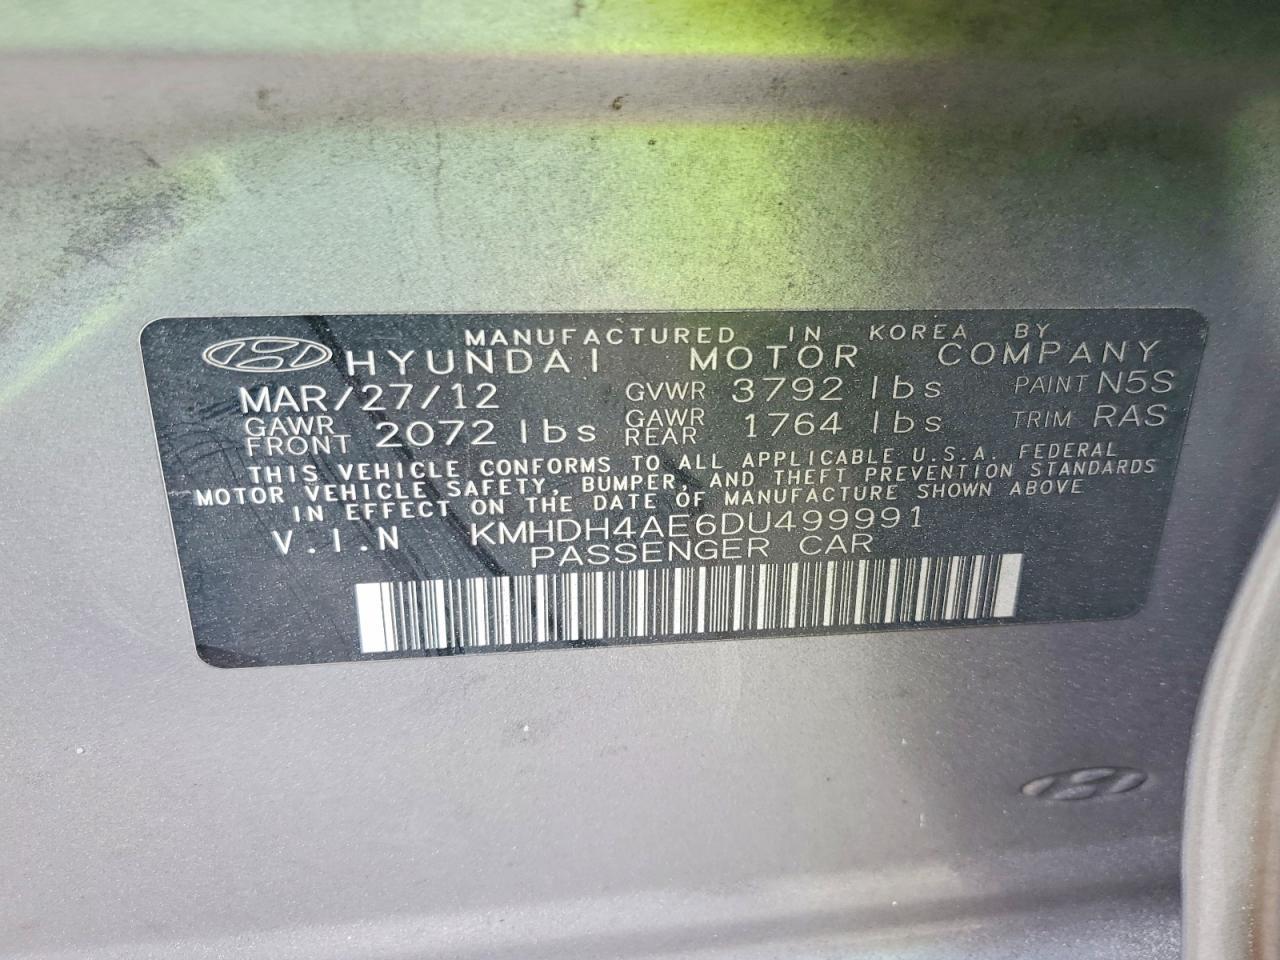 MANUFACTURED IN KOREA BY
HYUNDAI MOTOR COMPANY
MAR/27/12 GVWR 3792 lbs PAINT N5S
GAWR FRONT 2072 lbs GAWR REAR 1764 lbs TRIM RAS
THIS VEHICLE CONFORMS TO ALL APPLICABLE U.S.A. FEDERAL
MOTOR VEHICLE SAFETY, BUMPER, AND THEFT PREVENTION STANDARDS
IN EFFECT ON THE DATE OF MANUFACTURE SHOWN ABOVE
V.I.N KMHDH4AE6DU499991
PASSENGER CAR